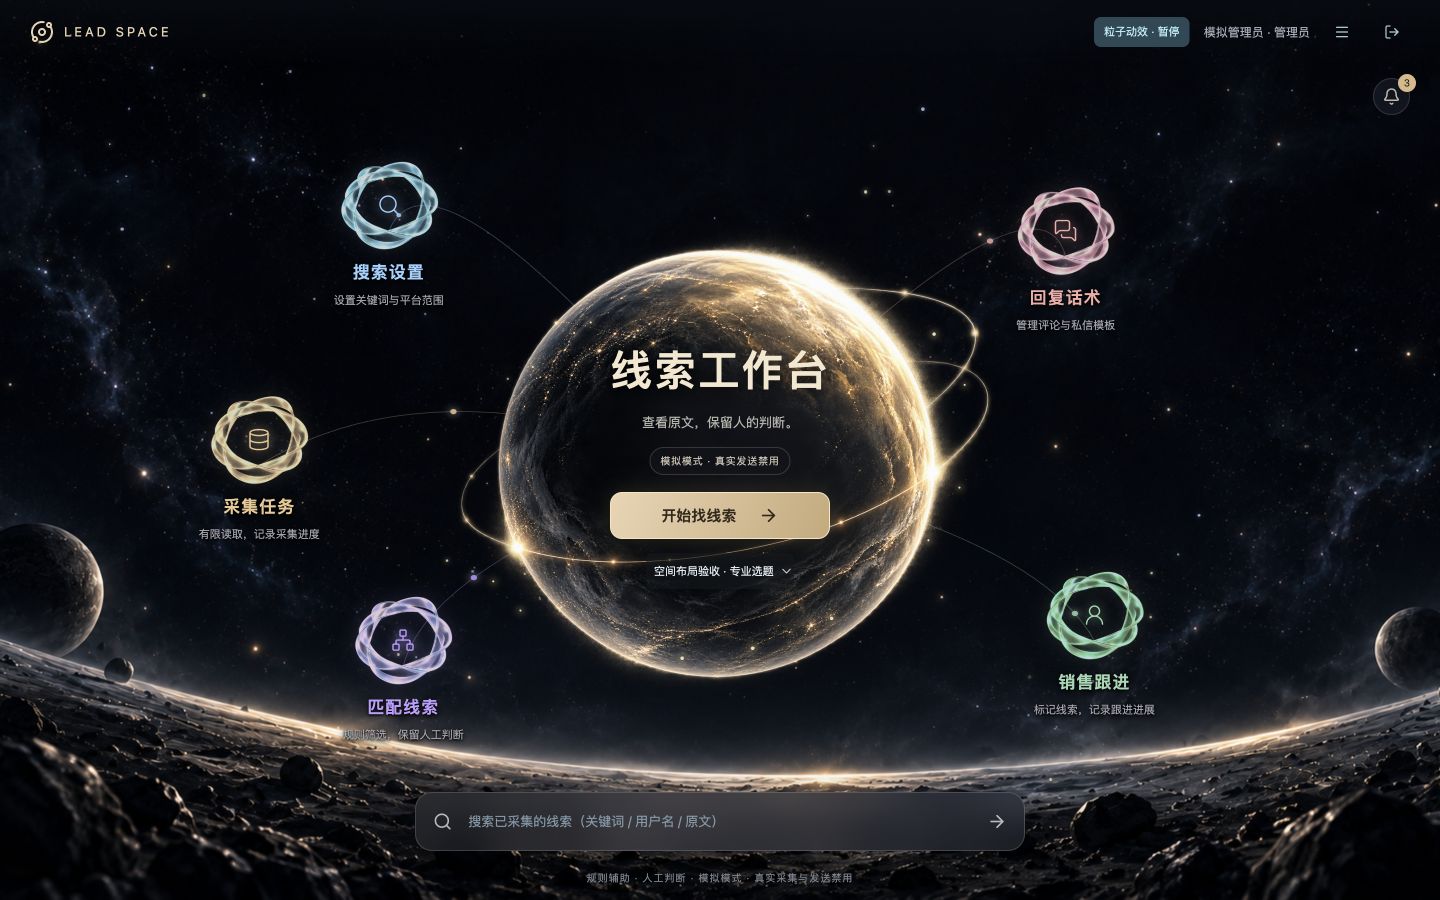 LEAD SPACE
粒子动效 · 暂停
模拟管理员 · 管理员
3
搜索设置
设置关键词与平台范围
回复话术
管理评论与私信模板
线索工作台
查看原文，保留人的判断。
模拟模式 · 真实发送禁用
开始找线索
采集任务
有限读取，记录采集进度
空间布局验收 · 专业选题
匹配线索
规则筛选，保留人工判断
销售跟进
标记线索，记录跟进进展
搜索已采集的线索（关键词 / 用户名 / 原文）
规则辅助 · 人工判断 · 模拟模式 · 真实采集与发送禁用